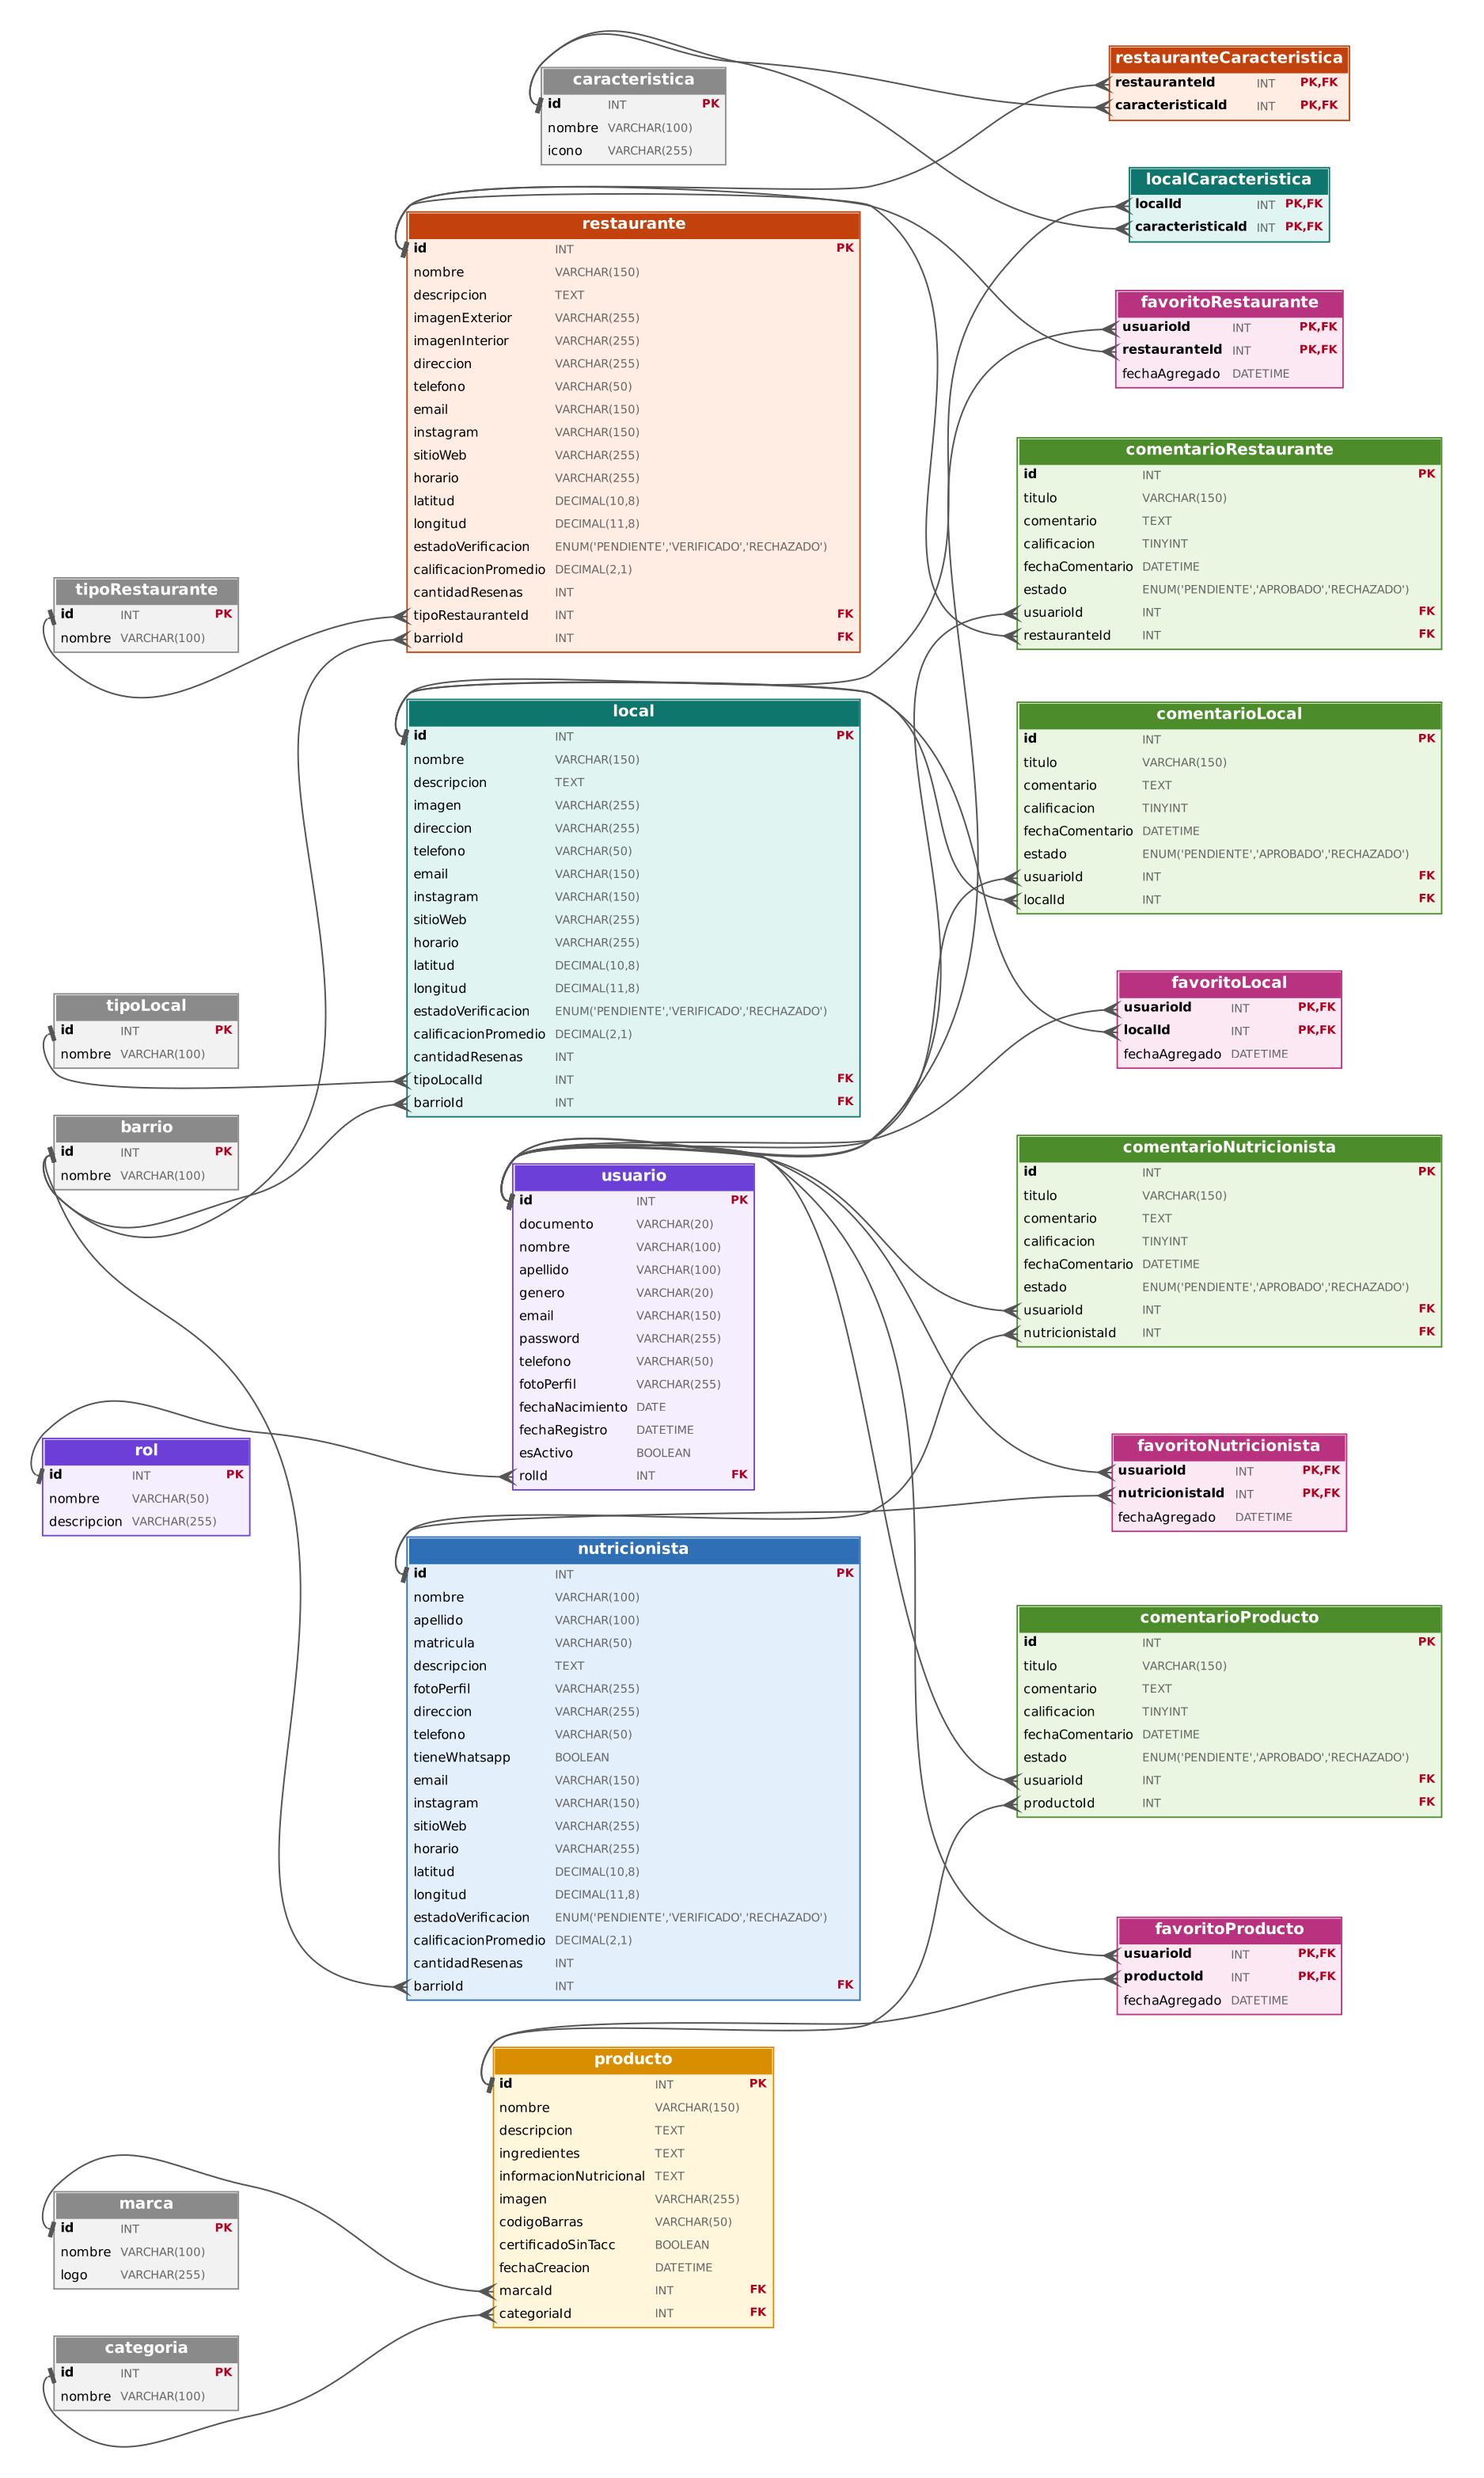 caracteristica
id INT PK
nombre VARCHAR(100)
icono VARCHAR(255)
restauranteCaracteristica
restauranteId INT PK,FK
caracteristicaId INT PK,FK
localCaracteristica
localId INT PK,FK
caracteristicaId INT PK,FK
restaurante
id INT PK
nombre VARCHAR(150)
descripcion TEXT
imagenExterior VARCHAR(255)
imagenInterior VARCHAR(255)
direccion VARCHAR(255)
telefono VARCHAR(50)
email VARCHAR(150)
instagram VARCHAR(150)
sitioWeb VARCHAR(255)
horario VARCHAR(255)
latitud DECIMAL(10,8)
longitud DECIMAL(11,8)
estadoVerificacion ENUM('PENDIENTE','VERIFICADO','RECHAZADO')
calificacionPromedio DECIMAL(2,1)
cantidadResenas INT
tipoRestauranteId INT FK
barrioId INT FK
favoritoRestaurante
usuarioId INT PK,FK
restauranteId INT PK,FK
fechaAgregado DATETIME
comentarioRestaurante
id INT PK
titulo VARCHAR(150)
comentario TEXT
calificacion TINYINT
fechaComentario DATETIME
estado ENUM('PENDIENTE','APROBADO','RECHAZADO')
usuarioId INT FK
restauranteId INT FK
tipoRestaurante
id INT PK
nombre VARCHAR(100)
local
id INT PK
nombre VARCHAR(150)
descripcion TEXT
imagen VARCHAR(255)
direccion VARCHAR(255)
telefono VARCHAR(50)
email VARCHAR(150)
instagram VARCHAR(150)
sitioWeb VARCHAR(255)
horario VARCHAR(255)
latitud DECIMAL(10,8)
longitud DECIMAL(11,8)
estadoVerificacion ENUM('PENDIENTE','VERIFICADO','RECHAZADO')
calificacionPromedio DECIMAL(2,1)
cantidadResenas INT
tipoLocalId INT FK
barrioId INT FK
comentarioLocal
id INT PK
titulo VARCHAR(150)
comentario TEXT
calificacion TINYINT
fechaComentario DATETIME
estado ENUM('PENDIENTE','APROBADO','RECHAZADO')
usuarioId INT FK
localId INT FK
tipoLocal
id INT PK
nombre VARCHAR(100)
favoritoLocal
usuarioId INT PK,FK
localId INT PK,FK
fechaAgregado DATETIME
barrio
id INT PK
nombre VARCHAR(100)
usuario
id INT PK
documento VARCHAR(20)
nombre VARCHAR(100)
apellido VARCHAR(100)
genero VARCHAR(20)
email VARCHAR(150)
password VARCHAR(255)
telefono VARCHAR(50)
fotoPerfil VARCHAR(255)
fechaNacimiento DATE
fechaRegistro DATETIME
esActivo BOOLEAN
rolId INT FK
comentarioNutricionista
id INT PK
titulo VARCHAR(150)
comentario TEXT
calificacion TINYINT
fechaComentario DATETIME
estado ENUM('PENDIENTE','APROBADO','RECHAZADO')
usuarioId INT FK
nutricionistaId INT FK
rol
id INT PK
nombre VARCHAR(50)
descripcion VARCHAR(255)
favoritoNutricionista
usuarioId INT PK,FK
nutricionistaId INT PK,FK
fechaAgregado DATETIME
nutricionista
id INT PK
nombre VARCHAR(100)
apellido VARCHAR(100)
matricula VARCHAR(50)
descripcion TEXT
fotoPerfil VARCHAR(255)
direccion VARCHAR(255)
telefono VARCHAR(50)
tieneWhatsapp BOOLEAN
email VARCHAR(150)
instagram VARCHAR(150)
sitioWeb VARCHAR(255)
horario VARCHAR(255)
latitud DECIMAL(10,8)
longitud DECIMAL(11,8)
estadoVerificacion ENUM('PENDIENTE','VERIFICADO','RECHAZADO')
calificacionPromedio DECIMAL(2,1)
cantidadResenas INT
barrioId INT FK
comentarioProducto
id INT PK
titulo VARCHAR(150)
comentario TEXT
calificacion TINYINT
fechaComentario DATETIME
estado ENUM('PENDIENTE','APROBADO','RECHAZADO')
usuarioId INT FK
productoId INT FK
favoritoProducto
usuarioId INT PK,FK
productoId INT PK,FK
fechaAgregado DATETIME
producto
id INT PK
nombre VARCHAR(150)
descripcion TEXT
ingredientes TEXT
informacionNutricional TEXT
imagen VARCHAR(255)
codigoBarras VARCHAR(50)
certificadoSinTacc BOOLEAN
fechaCreacion DATETIME
marcaId INT FK
categoriaId INT FK
marca
id INT PK
nombre VARCHAR(100)
logo VARCHAR(255)
categoria
id INT PK
nombre VARCHAR(100)